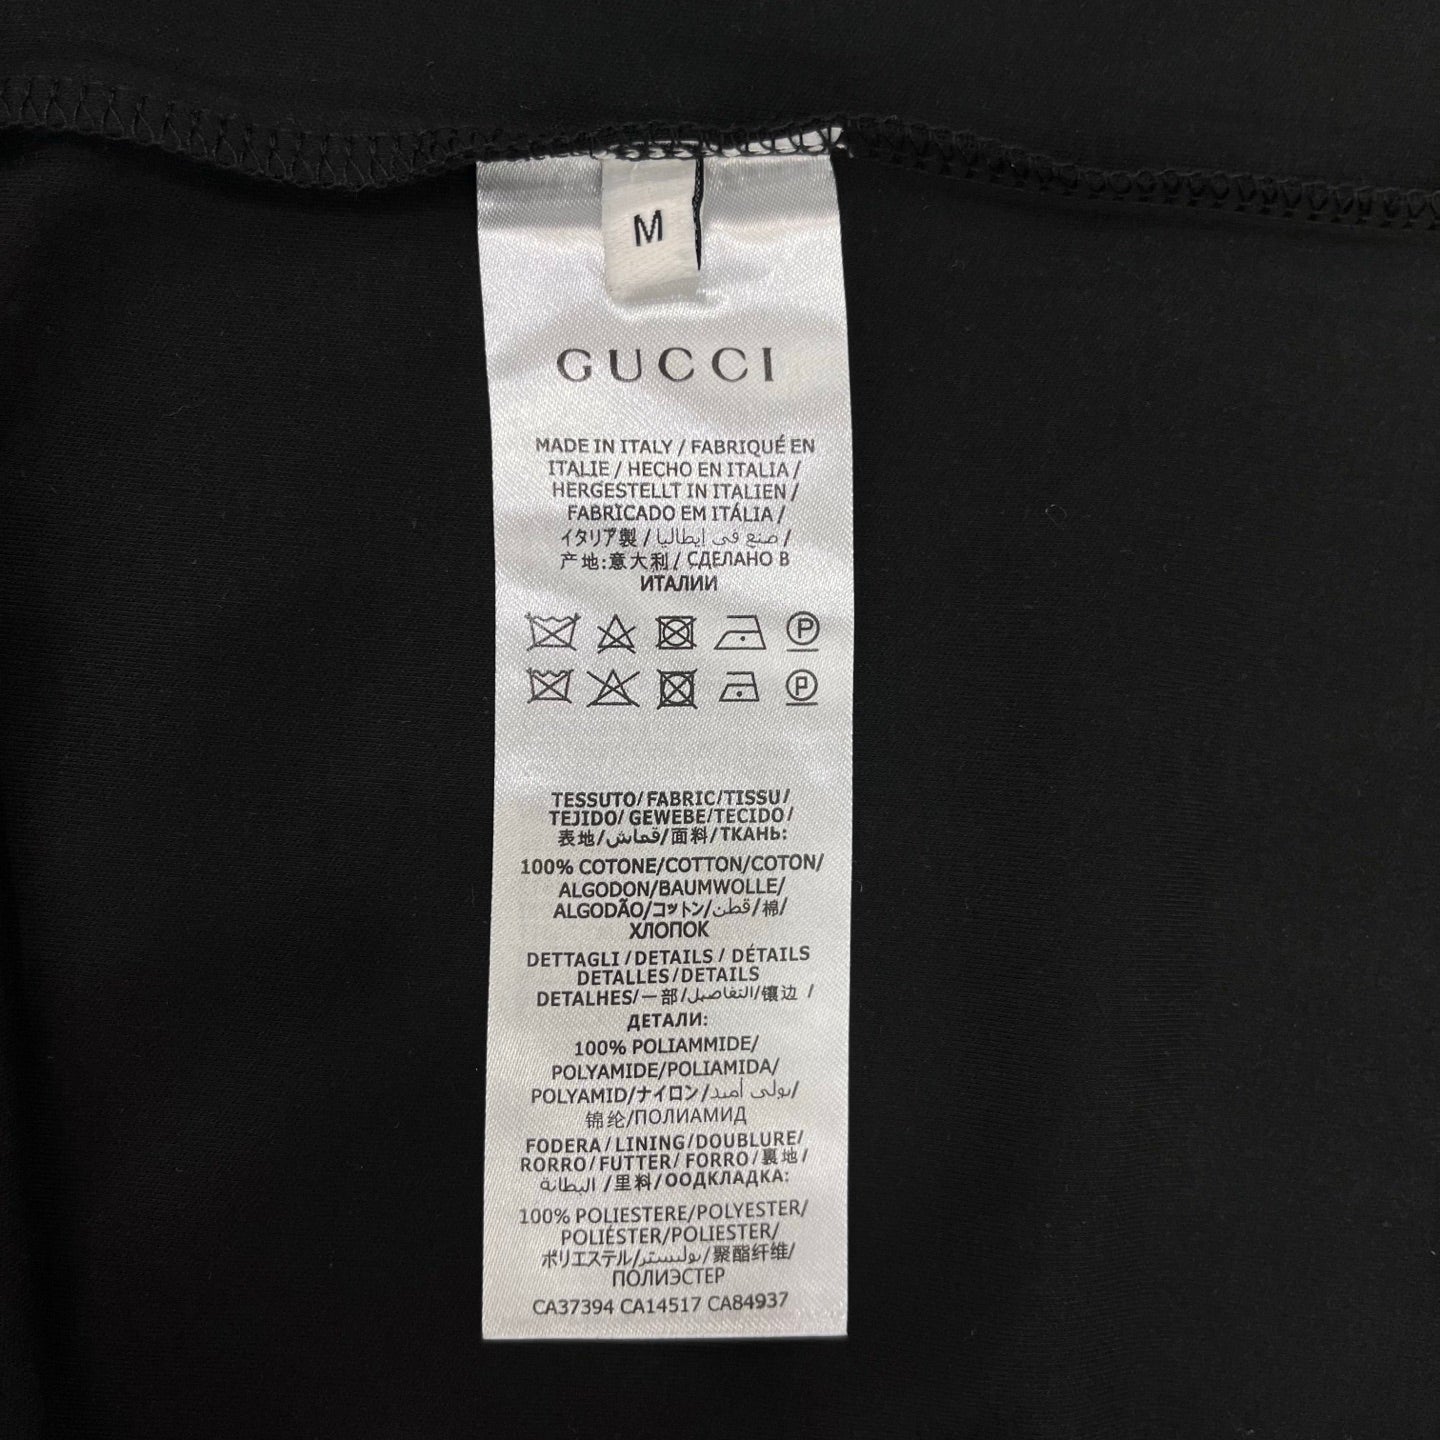 M
GUCCI
MADE IN ITALY / FABRIQUÉ EN
ITALIE / HECHO EN ITALIA /
HERGESTELLT IN ITALIEN /
FABRICADO EM ITÁLIA /
イタリア製 / صنع في إيطاليا /
产地:意大利 / СДЕЛАНО В
ИТАЛИИ
P
P
TESSUTO/FABRIC/TISSU/
TEJIDO/ GEWEBE/TECIDO/
表地/قماش/面料/ТКАНЬ:
100% COTONE/COTTON/COTON/
ALGODON/BAUMWOLLE/
ALGODÃO/コットン/قطن/棉/
ХЛОПОК
DETTAGLI / DETAILS / DÉTAILS
DETALLES/DETAILS
DETALHES/一部/التفاصيل/镶边 /
ДЕТАЛИ:
100% POLIAMMIDE/
POLYAMIDE/POLIAMIDA/
POLYAMID/ナイロン/بولي أميد/
锦纶/ПОЛИАМИД
FODERA / LINING/DOUBLURE/
RORRO/FUTTER/ FORRO/裏地/
البطانة /里料/ООДКЛАДКА:
100% POLIESTERE/POLYESTER/
POLIÉSTER/POLIESTER/
ポリエステル/بوليستر/聚酯纤维/
ПОЛИЭСТЕР
CA37394 CA14517 CA84937